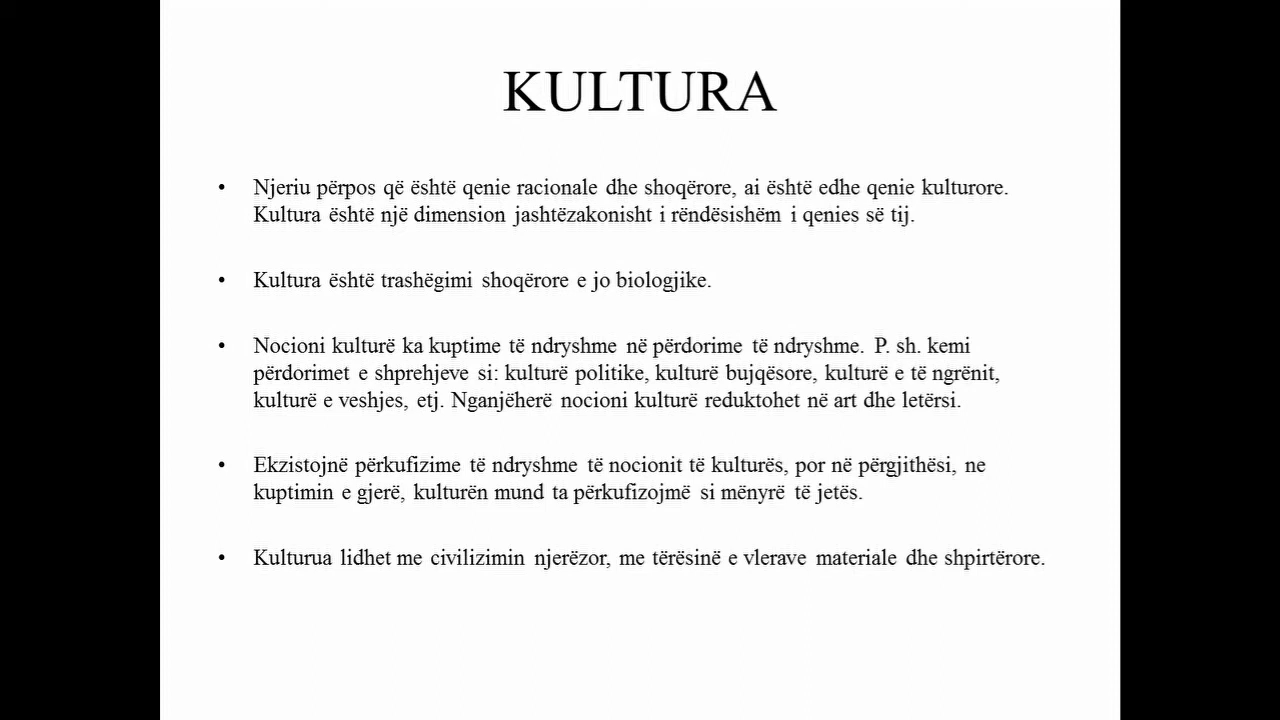 KULTURA
• Njeriu përpos që është qenie racionale dhe shoqërore, ai është edhe qenie kulturore.
Kultura është një dimension jashtëzakonisht i rëndësishëm i qenies së tij.
• Kultura është trashëgimi shoqërore e jo biologjike.
• Nocioni kulturë ka kuptime të ndryshme në përdorime të ndryshme. P. sh. kemi
përdorimet e shprehjeve si: kulturë politike, kulturë bujqësore, kulturë e të ngrënit,
kulturë e veshjes, etj. Nganjëherë nocioni kulturë reduktohet në art dhe letërsi.
• Ekzistojnë përkufizime të ndryshme të nocionit të kulturës, por në përgjithësi, ne
kuptimin e gjerë, kulturën mund ta përkufizojmë si mënyrë të jetës.
• Kulturua lidhet me civilizimin njerëzor, me tërësinë e vlerave materiale dhe shpirtërore.